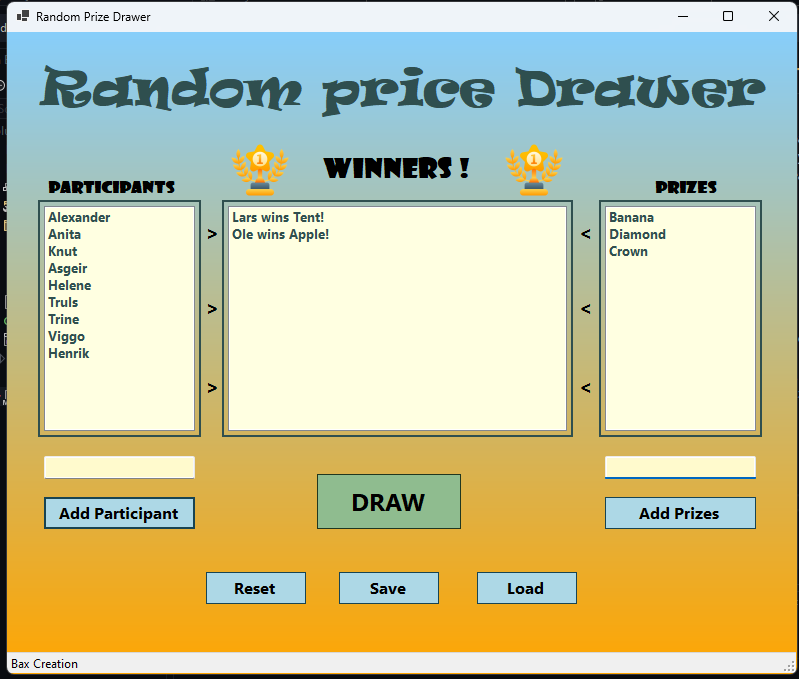 Random Prize Drawer
Random price Drawer
WINNERS !
PARTICIPANTS
PRIZES
Alexander
Anita
Knut
Asgeir
Helene
Truls
Trine
Viggo
Henrik
>
>
>
Lars wins Tent!
Ole wins Apple!
<
<
<
Banana
Diamond
Crown
Add Participant
DRAW
Add Prizes
Reset
Save
Load
Bax Creation